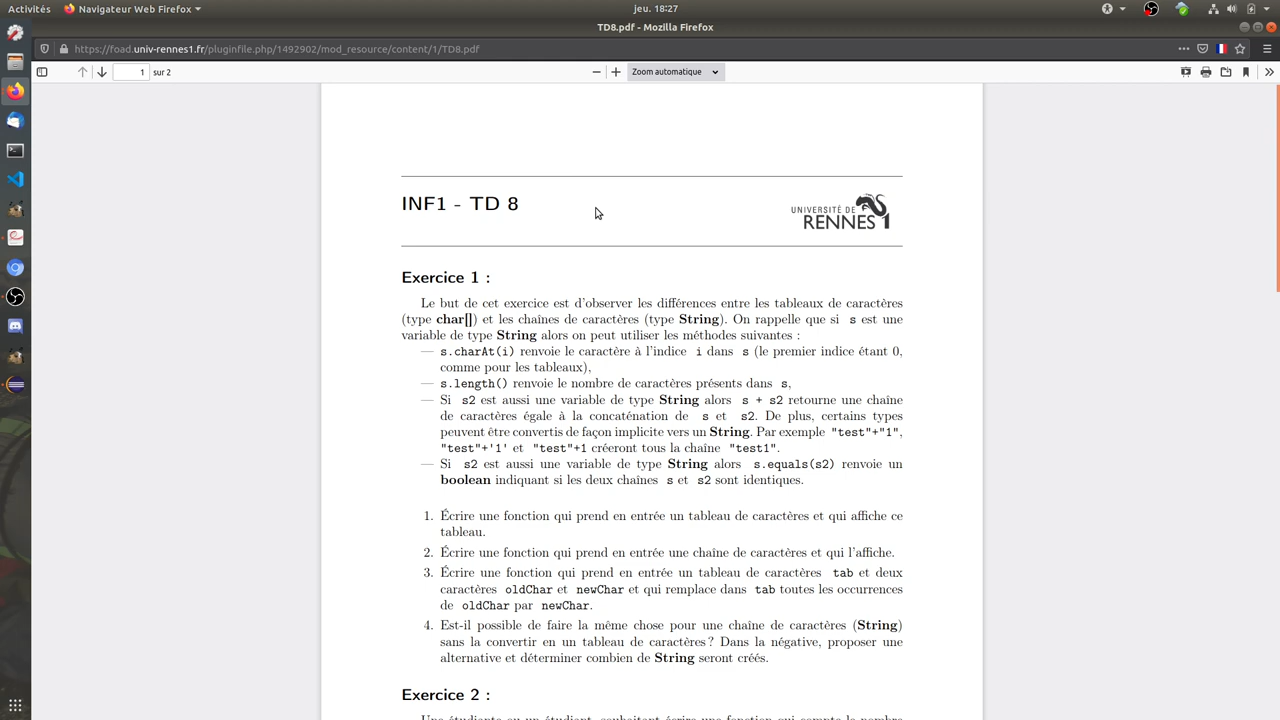 Activités
Navigateur Web Firefox
jeu. 18:27
TD8.pdf - Mozilla Firefox
https://foad.univ-rennes1.fr/pluginfile.php/1492902/mod_resource/content/1/TD8.pdf
1
sur 2
Zoom automatique
INF1 - TD 8
UNIVERSITÉ DE
RENNES 1
Exercice 1 :
Le but de cet exercice est d'observer les différences entre les tableaux de caractères
(type char[]) et les chaînes de caractères (type String). On rappelle que si s est une
variable de type String alors on peut utiliser les méthodes suivantes :
— s.charAt(i) renvoie le caractère à l'indice i dans s (le premier indice étant 0,
comme pour les tableaux),
— s.length() renvoie le nombre de caractères présents dans s,
— Si s2 est aussi une variable de type String alors s + s2 retourne une chaîne
de caractères égale à la concaténation de s et s2. De plus, certains types
peuvent être convertis de façon implicite vers un String. Par exemple "test"+"1",
"test"+'1' et "test"+1 créeront tous la chaîne "test1".
— Si s2 est aussi une variable de type String alors s.equals(s2) renvoie un
boolean indiquant si les deux chaînes s et s2 sont identiques.
1. Écrire une fonction qui prend en entrée un tableau de caractères et qui affiche ce
tableau.
2. Écrire une fonction qui prend en entrée une chaîne de caractères et qui l'affiche.
3. Écrire une fonction qui prend en entrée un tableau de caractères tab et deux
caractères oldChar et newChar et qui remplace dans tab toutes les occurrences
de oldChar par newChar.
4. Est-il possible de faire la même chose pour une chaîne de caractères (String)
sans la convertir en un tableau de caractères ? Dans la négative, proposer une
alternative et déterminer combien de String seront créés.
Exercice 2 :
Une étudiante ou un étudiant, souhaitant écrire une fonction qui compte le nombre